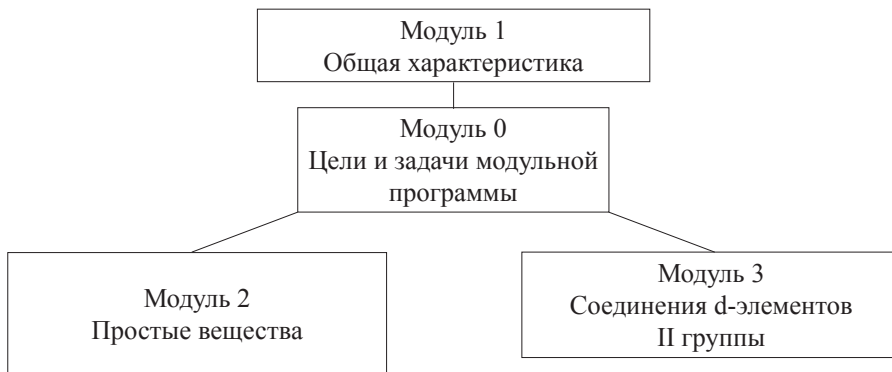 Модуль 1
Общая характеристика
Модуль 0
Цели и задачи модульной
программы
Модуль 2
Простые вещества
Модуль 3
Соединения d-элементов
II группы